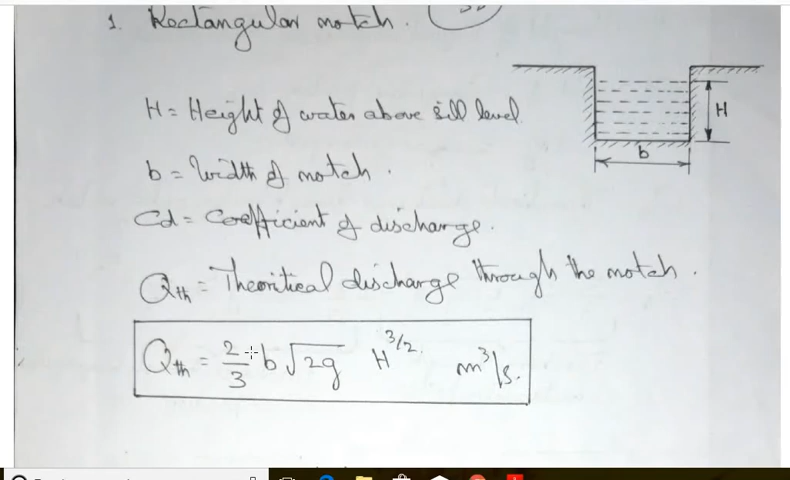 1. Rectangular notch.
H = Height of water above sill level
b = Width of notch.
Cd = Coefficient of discharge.
Qth = Theoritical discharge through the notch.
Qth = 2/3 b √2g H^3/2. m³/s.
H
b